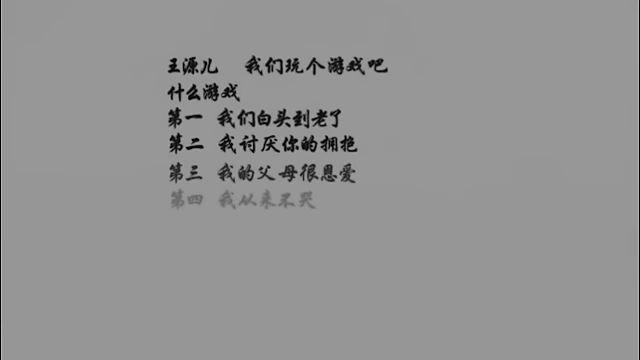 王源儿 我们玩个游戏吧
什么游戏
第一 我们白头到老了
第二 我讨厌你的拥抱
第三 我的父母很恩爱
第四 我从来不哭